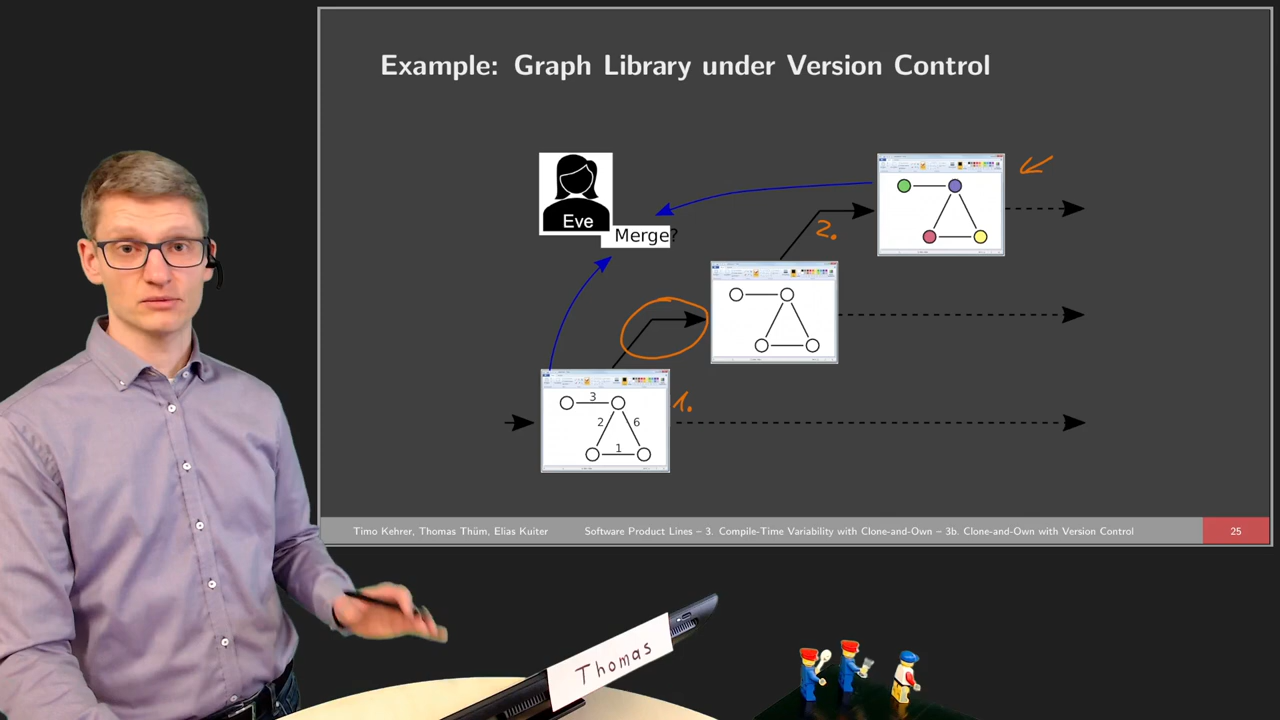 Example: Graph Library under Version Control
Eve
Merge?
2.
1.
3
2
6
1
Timo Kehrer, Thomas Thüm, Elias Kuiter
Software Product Lines – 3. Compile-Time Variability with Clone-and-Own – 3b. Clone-and-Own with Version Control
25
Thomas